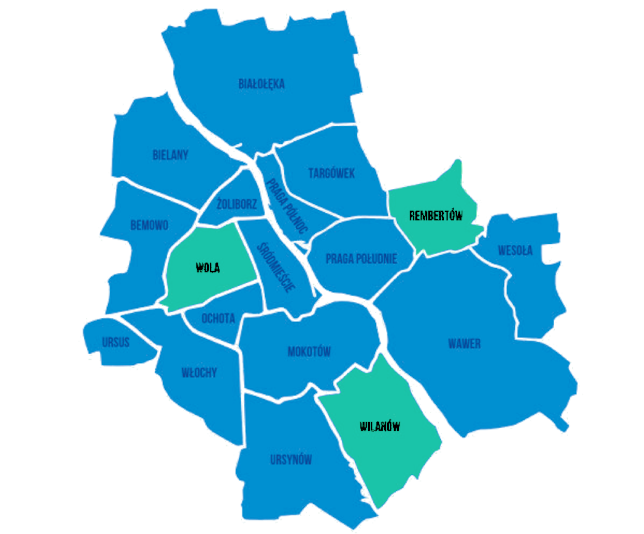 BIAŁOŁĘKA
BIELANY
TARGÓWEK
PRAGA PÓŁNOC
ŻOLIBORZ
REMBERTÓW
BEMOWO
WESOŁA
PRAGA POŁUDNIE
ŚRÓDMIEŚCIE
WOLA
OCHOTA
URSUS
WAWER
MOKOTÓW
WŁOCHY
WILANÓW
URSYNÓW